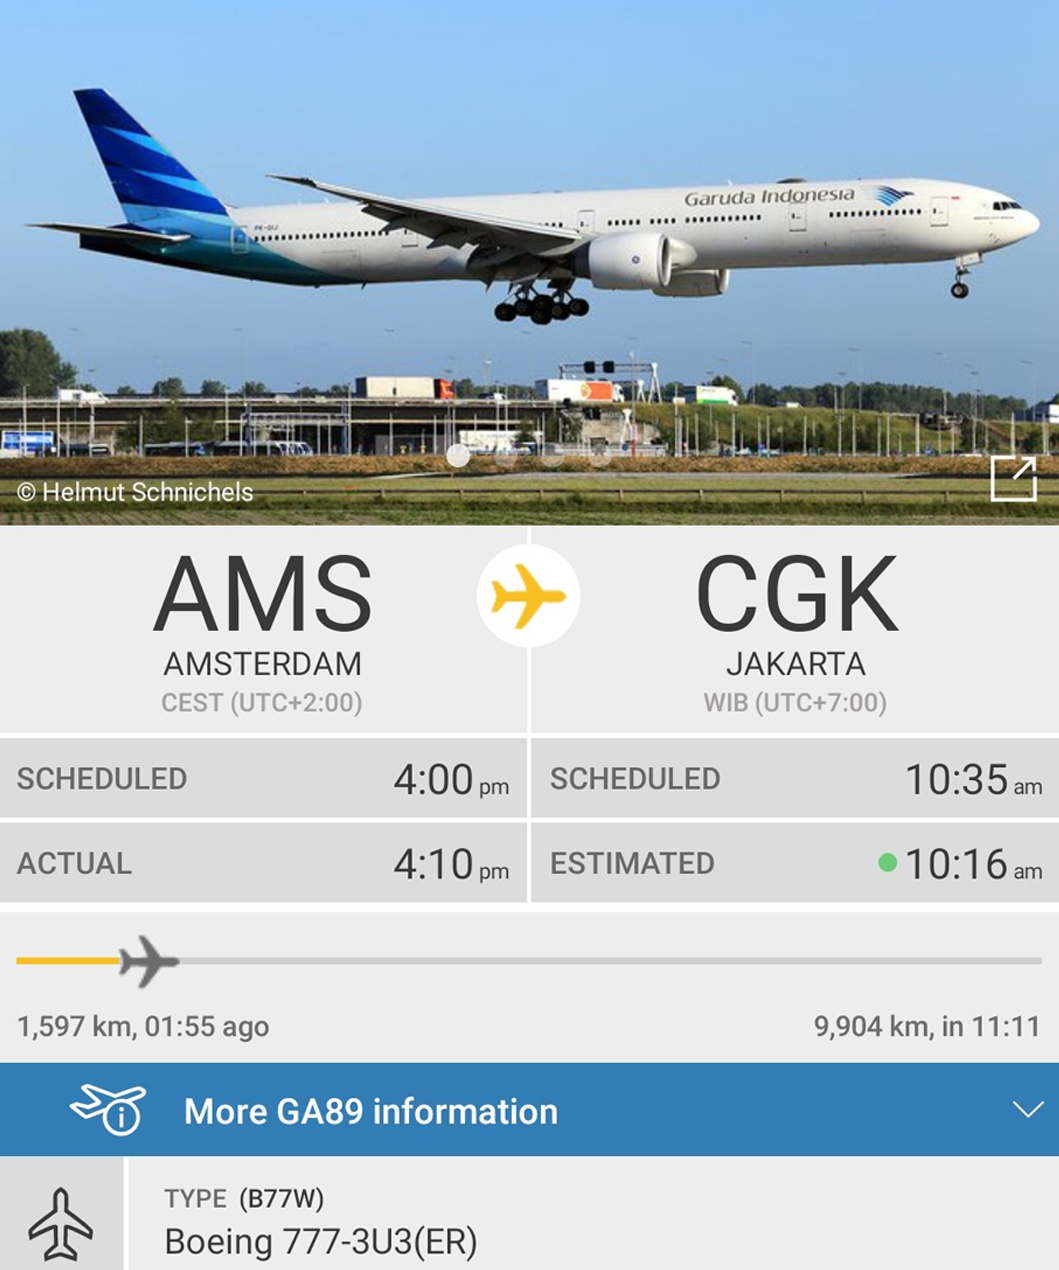 Garuda Indonesia
© Helmut Schnichels
AMS
AMSTERDAM
CEST (UTC+2:00)
CGK
JAKARTA
WIB (UTC+7:00)
SCHEDULED 4:00 pm
SCHEDULED 10:35 am
ACTUAL 4:10 pm
ESTIMATED 10:16 am
1,597 km, 01:55 ago
9,904 km, in 11:11
More GA89 information
TYPE (B77W)
Boeing 777-3U3(ER)